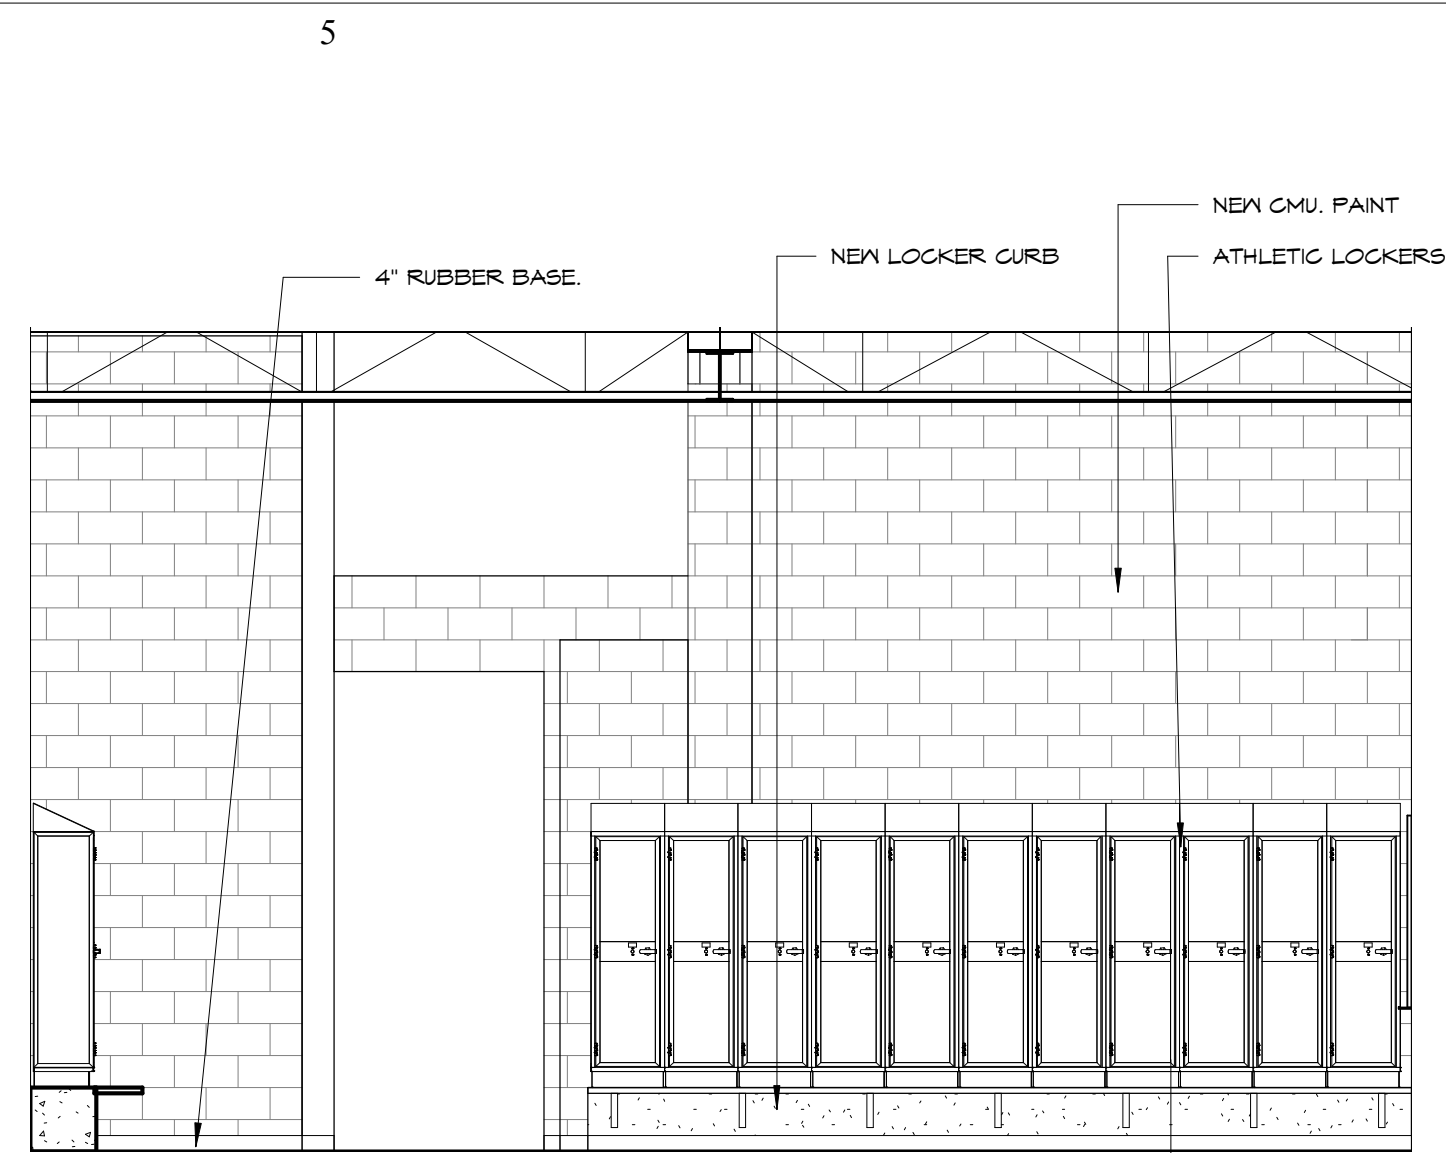 5
NEW CMU. PAINT
NEW LOCKER CURB
ATHLETIC LOCKERS
4" RUBBER BASE.